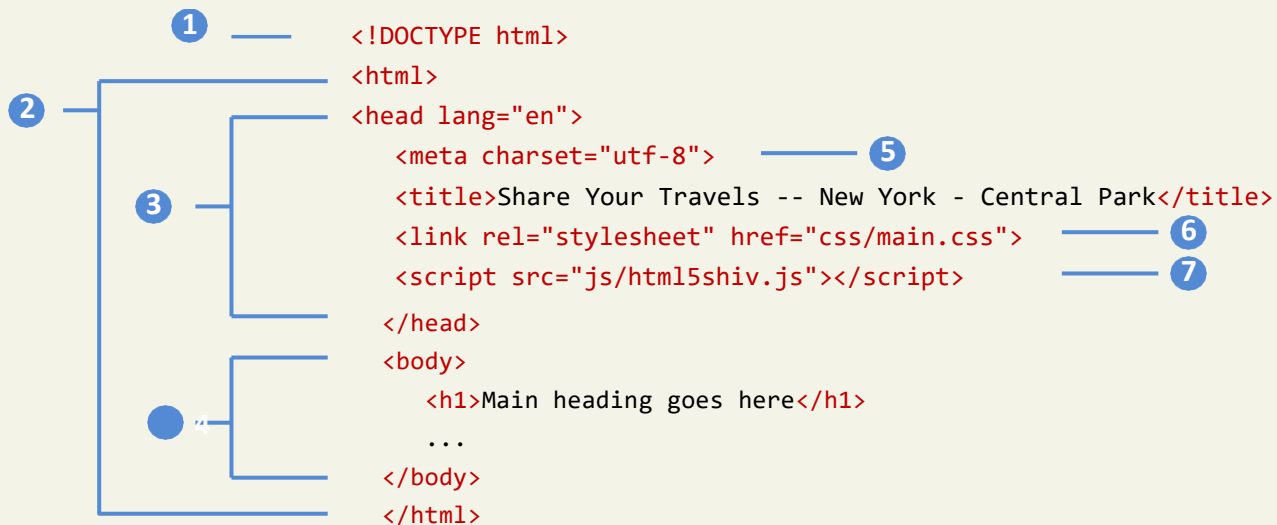 1 <!DOCTYPE html>
<html>
2 <head lang="en">
<meta charset="utf-8"> 5
3 <title>Share Your Travels -- New York - Central Park</title>
<link rel="stylesheet" href="css/main.css"> 6
<script src="js/html5shiv.js"></script> 7
</head>
<body>
<h1>Main heading goes here</h1>
4 ...
</body>
</html>